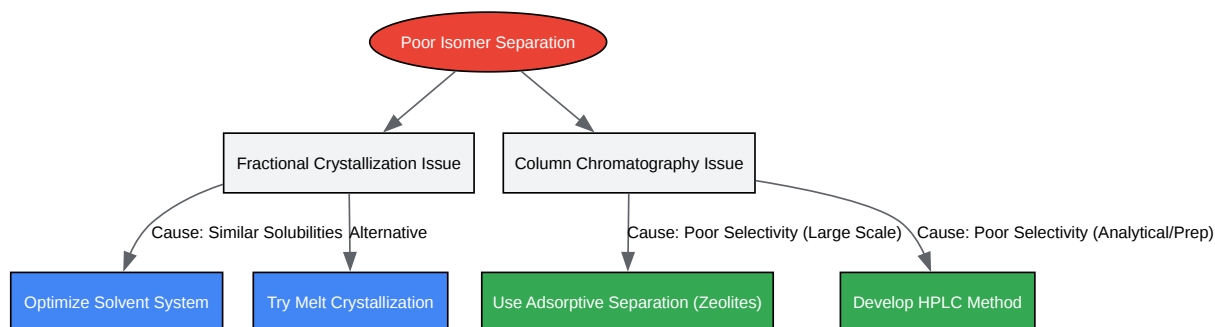 Poor Isomer Separation
Fractional Crystallization Issue
Column Chromatography Issue
Cause: Similar Solubilities
Alternative
Cause: Poor Selectivity (Large Scale)
Cause: Poor Selectivity (Analytical/Prep)
Optimize Solvent System
Try Melt Crystallization
Use Adsorptive Separation (Zeolites)
Develop HPLC Method